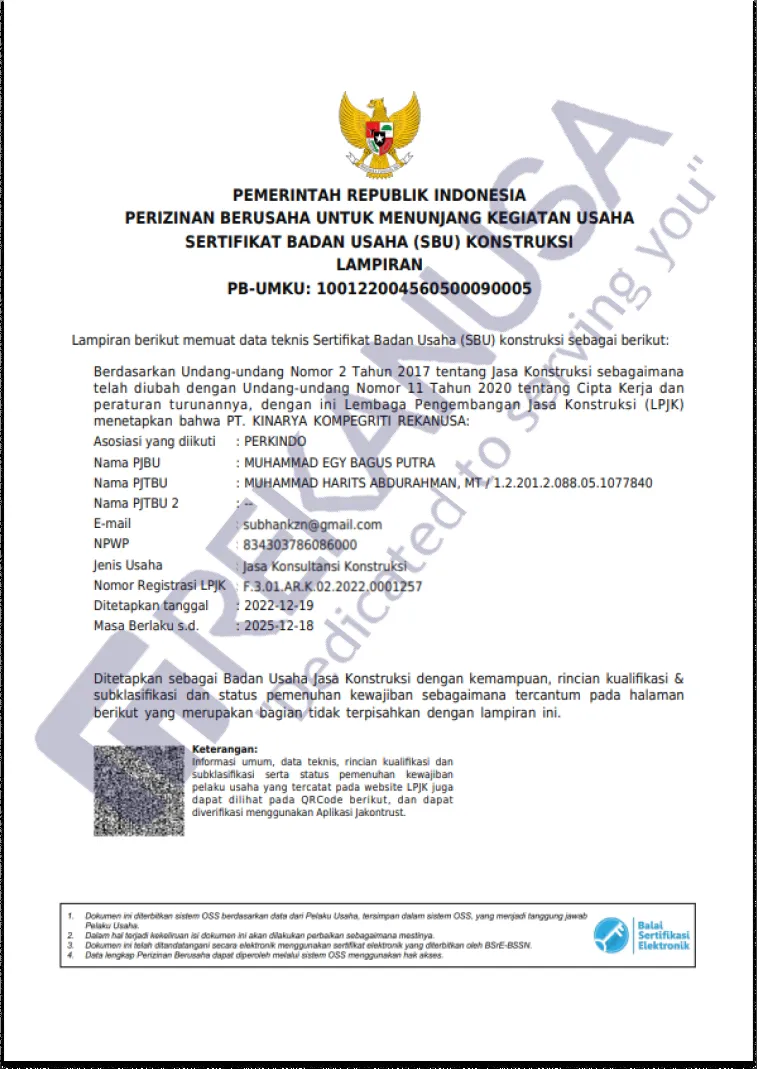 PEMERINTAH REPUBLIK INDONESIA
PERIZINAN BERUSAHA UNTUK MENUNJANG KEGIATAN USAHA
SERTIFIKAT BADAN USAHA (SBU) KONSTRUKSI
LAMPIRAN
PB-UMKU: 100122004560500090005
Lampiran berikut memuat data teknis Sertifikat Badan Usaha (SBU) konstruksi sebagai berikut:
Berdasarkan Undang-undang Nomor 2 Tahun 2017 tentang Jasa Konstruksi sebagaimana
telah diubah dengan Undang-undang Nomor 11 Tahun 2020 tentang Cipta Kerja dan
peraturan turunannya, dengan ini Lembaga Pengembangan Jasa Konstruksi (LPJK)
menetapkan bahwa PT. KINARYA KOMPEGRITI REKANUSA:
Asosiasi yang diikuti : PERKINDO
Nama PJBU : MUHAMMAD EGY BAGUS PUTRA
Nama PJTBU : MUHAMMAD HARITS ABDURAHMAN, MT / 1.2.201.2.088.05.1077840
Nama PJTBU 2 : --
E-mail : subhankzn@gmail.com
NPWP : 834303786086000
Jenis Usaha : Jasa Konsultansi Konstruksi
Nomor Registrasi LPJK : F.3.01.AR.K.02.2022.0001257
Ditetapkan tanggal : 2022-12-19
Masa Berlaku s.d. : 2025-12-18
Ditetapkan sebagai Badan Usaha Jasa Konstruksi dengan kemampuan, rincian kualifikasi &
subklasifikasi dan status pemenuhan kewajiban sebagaimana tercantum pada halaman
berikut yang merupakan bagian tidak terpisahkan dengan lampiran ini.
Keterangan:
Informasi umum, data teknis, rincian kualifikasi dan
subklasifikasi serta status pemenuhan kewajiban
pelaku usaha yang tercatat pada website LPJK juga
dapat dilihat pada QRCode berikut, dan dapat
diverifikasi menggunakan Aplikasi Jakontrust.
1. Dokumen ini diterbitkan sistem OSS berdasarkan data dari Pelaku Usaha, tersimpan dalam sistem OSS, yang menjadi tanggung jawab
Pelaku Usaha.
2. Dalam hal terjadi kekeliruan isi dokumen ini akan dilakukan perbaikan sebagaimana mestinya.
3. Dokumen ini telah ditandatangani secara elektronik menggunakan sertifikat elektronik yang diterbitkan oleh BSrE-BSSN.
4. Data lengkap Perizinan Berusaha dapat diperoleh melalui sistem OSS menggunakan hak akses.
Balai
Sertifikasi
Elektronik
REKANUSA
"Dedicated to serving you"